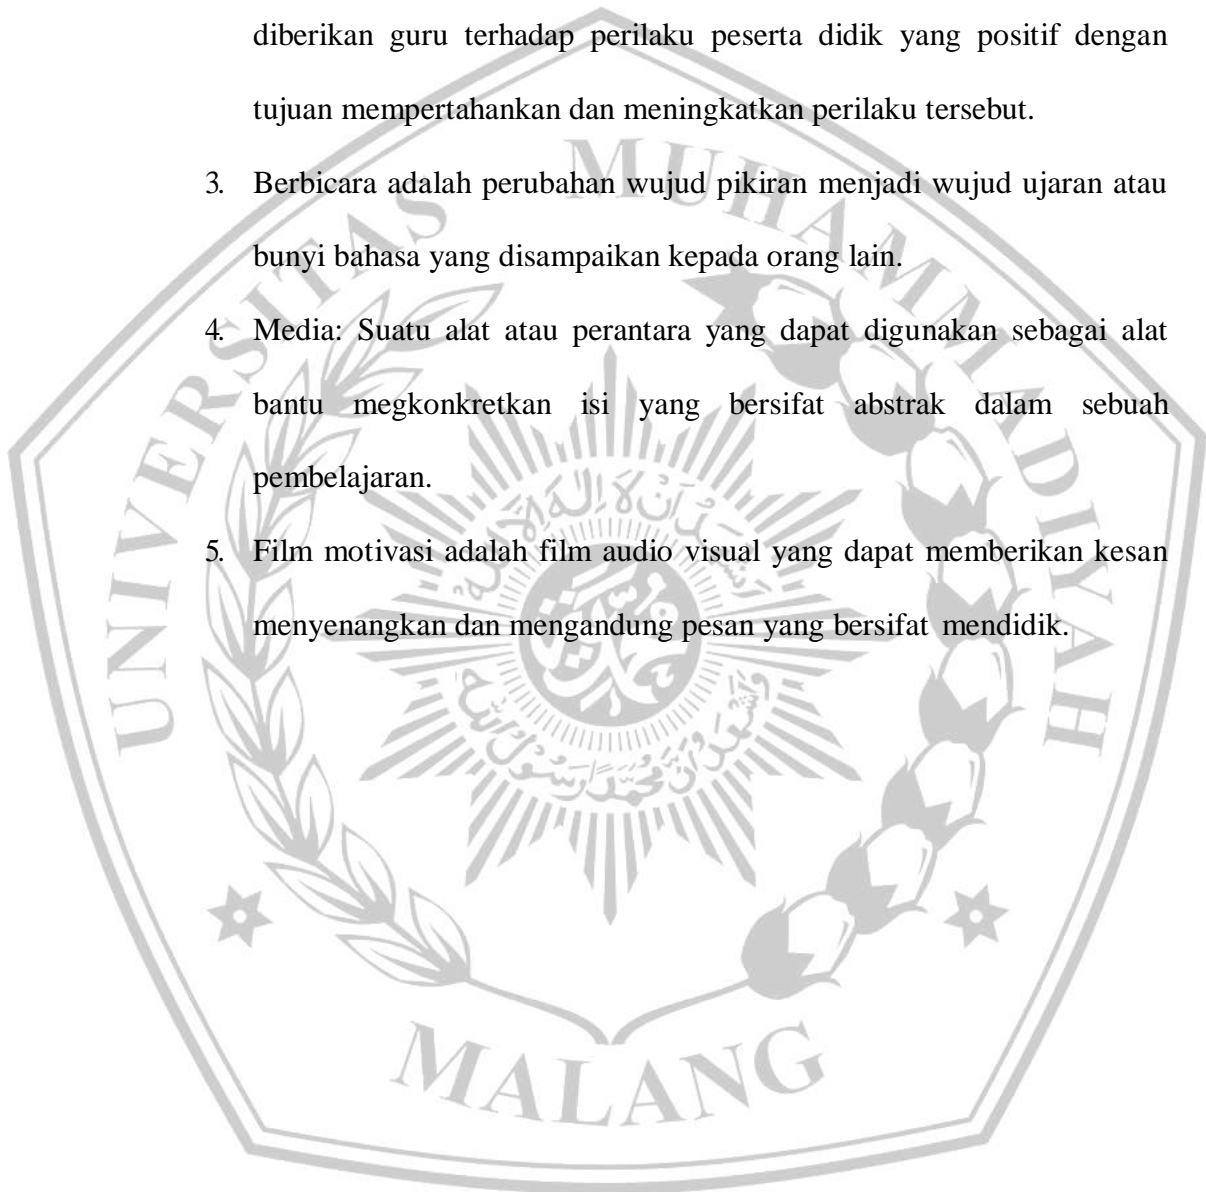 diberikan guru terhadap perilaku peserta didik yang positif dengan
tujuan mempertahankan dan meningkatkan perilaku tersebut.
3. Berbicara adalah perubahan wujud pikiran menjadi wujud ujaran atau
bunyi bahasa yang disampaikan kepada orang lain.
4. Media: Suatu alat atau perantara yang dapat digunakan sebagai alat
bantu megkonkretkan isi yang bersifat abstrak dalam sebuah
pembelajaran.
5. Film motivasi adalah film audio visual yang dapat memberikan kesan
menyenangkan dan mengandung pesan yang bersifat mendidik.
UNIVERSITAS MUHAMMADIYAH
MALANG